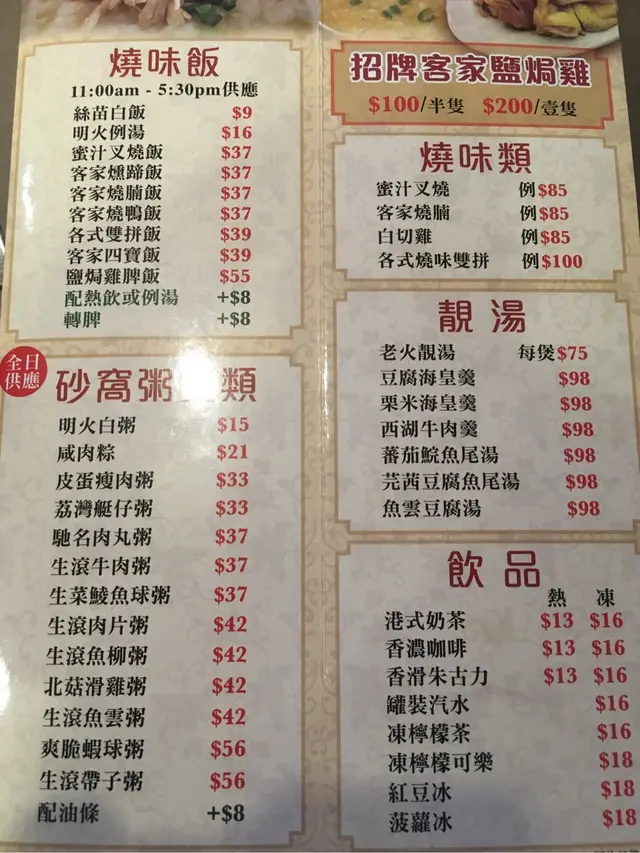 燒味飯
11:00am - 5:30pm供應
絲苗白飯 $9
明火例湯 $16
蜜汁叉燒飯 $37
客家燻蹄飯 $37
客家燒腩飯 $37
客家燒鴨飯 $37
各式雙拼飯 $39
客家四寶飯 $39
鹽焗雞脾飯 $55
配熱飲或例湯 +$8
轉脾 +$8
全日供應
砂窩粥 類
明火白粥 $15
咸肉粽 $21
皮蛋瘦肉粥 $33
荔灣艇仔粥 $33
馳名肉丸粥 $37
生滾牛肉粥 $37
生菜鯪魚球粥 $37
生滾肉片粥 $42
生滾魚柳粥 $42
北菇滑雞粥 $42
生滾魚雲粥 $42
爽脆蝦球粥 $56
生滾帶子粥 $56
配油條 +$8
招牌客家鹽焗雞
$100/半隻 $200/壹隻
燒味類
蜜汁叉燒 例$85
客家燒腩 例$85
白切雞 例$85
各式燒味雙拼 例$100
靚湯
老火靚湯 每煲$75
豆腐海皇羹 $98
栗米海皇羹 $98
西湖牛肉羹 $98
蕃茄鯇魚尾湯 $98
芫茜豆腐魚尾湯 $98
魚雲豆腐湯 $98
飲品
熱 凍
港式奶茶 $13 $16
香濃咖啡 $13 $16
香滑朱古力 $13 $16
罐裝汽水 $16
凍檸檬茶 $16
凍檸檬可樂 $18
紅豆冰 $18
菠蘿冰 $18